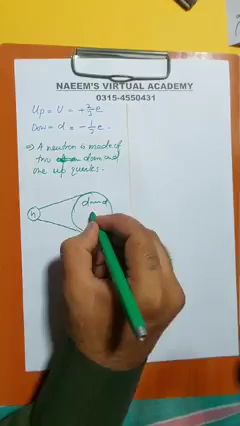 NAEEM'S VIRTUAL ACADEMY
0315-4550431
Up = U = +2/3 e
Down = d = -1/3 e.
⇒ A neutron is made of
two down and
one up quarks.
n
d